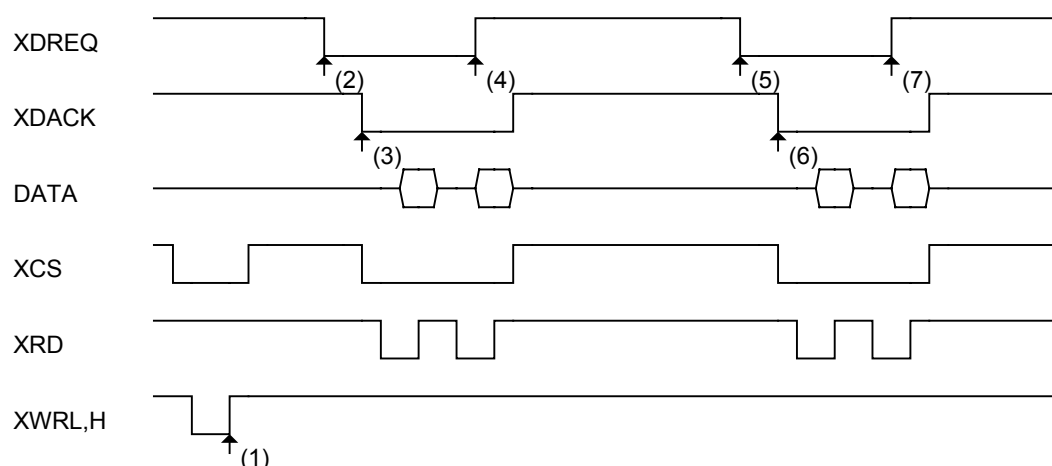 XDREQ
(2) (4) (5) (7)
XDACK
(3) (6)
DATA
XCS
XRD
XWRL,H
(1)